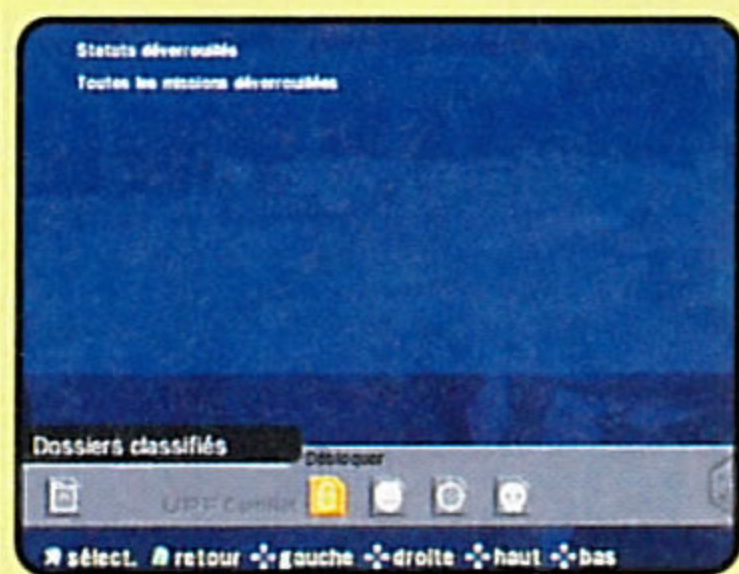 Statuts déverrouillés
Toutes les missions déverrouillées
Dossiers classifiés
Débloquer
sélect. retour gauche droite haut bas